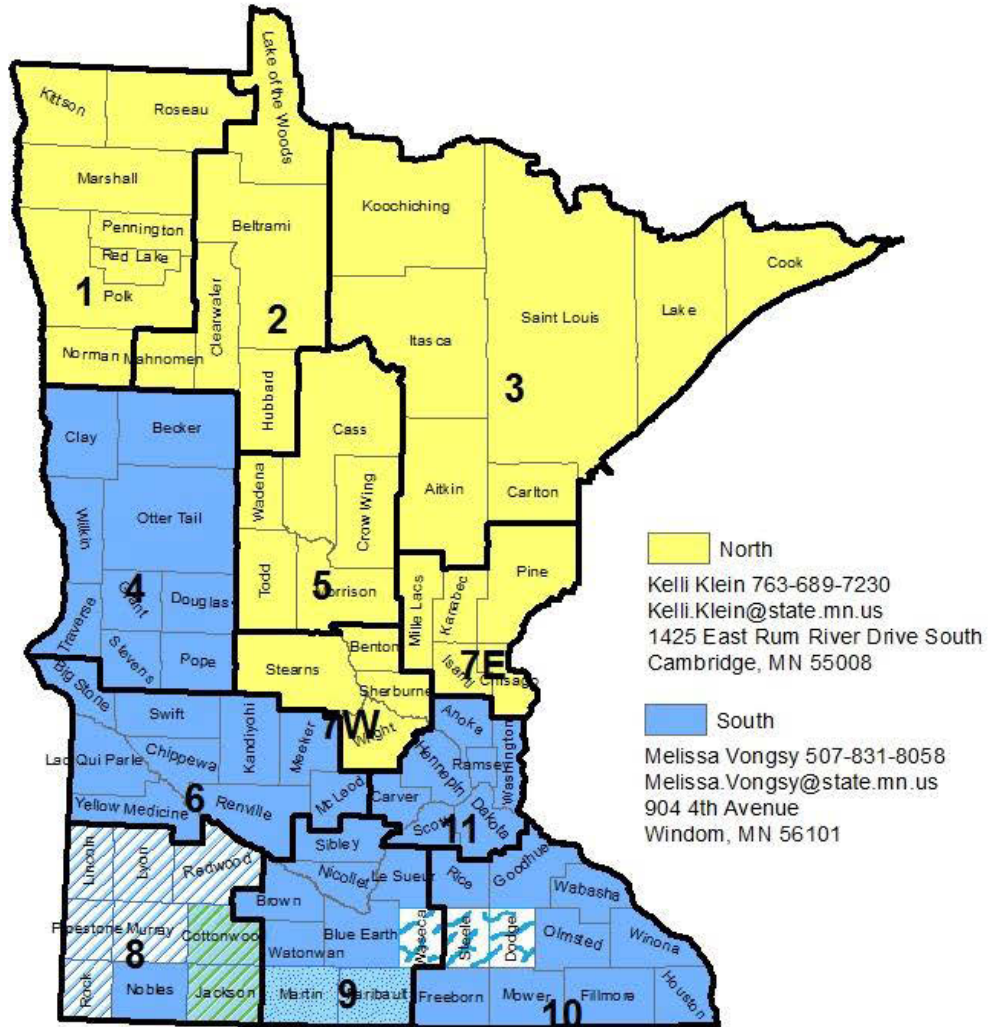 Kittson
Roseau
Lake of the Woods
Marshall
Koochiching
Pennington
Beltrami
Red Lake
Cook
1
Polk
Clearwater
2
Itasca
Saint Louis
Lake
Norman
Mahnomen
Hubbard
3
Clay
Becker
Cass
Wadena
Crow Wing
Aitkin
Carlton
Wilkin
Otter Tail
Todd
5
Morrison
Mille Lacs
Kanabec
Pine
4
Grant
Douglas
Traverse
Stevens
Pope
Stearns
Benton
Isanti
7E
Chisago
Sherburne
Big Stone
Swift
Kandiyohi
Meeker
7W
Wright
Anoka
Washington
Hennepin
Ramsey
Lac Qui Parle
Chippewa
McLeod
Carver
Yellow Medicine
6
Renville
Scott
11
Dakota
Lincoln
Lyon
Redwood
Sibley
Nicollet
Le Sueur
Rice
Goodhue
Wabasha
Brown
Pipestone
Murray
Cottonwood
Watonwan
Blue Earth
Waseca
Steele
Dodge
Olmsted
Winona
8
Rock
Nobles
Jackson
Martin
9
Faribault
Freeborn
Mower
10
Fillmore
Houston
North
Kelli Klein 763-689-7230
Kelli.Klein@state.mn.us
1425 East Rum River Drive South
Cambridge, MN 55008
South
Melissa Vongsy 507-831-8058
Melissa.Vongsy@state.mn.us
904 4th Avenue
Windom, MN 56101